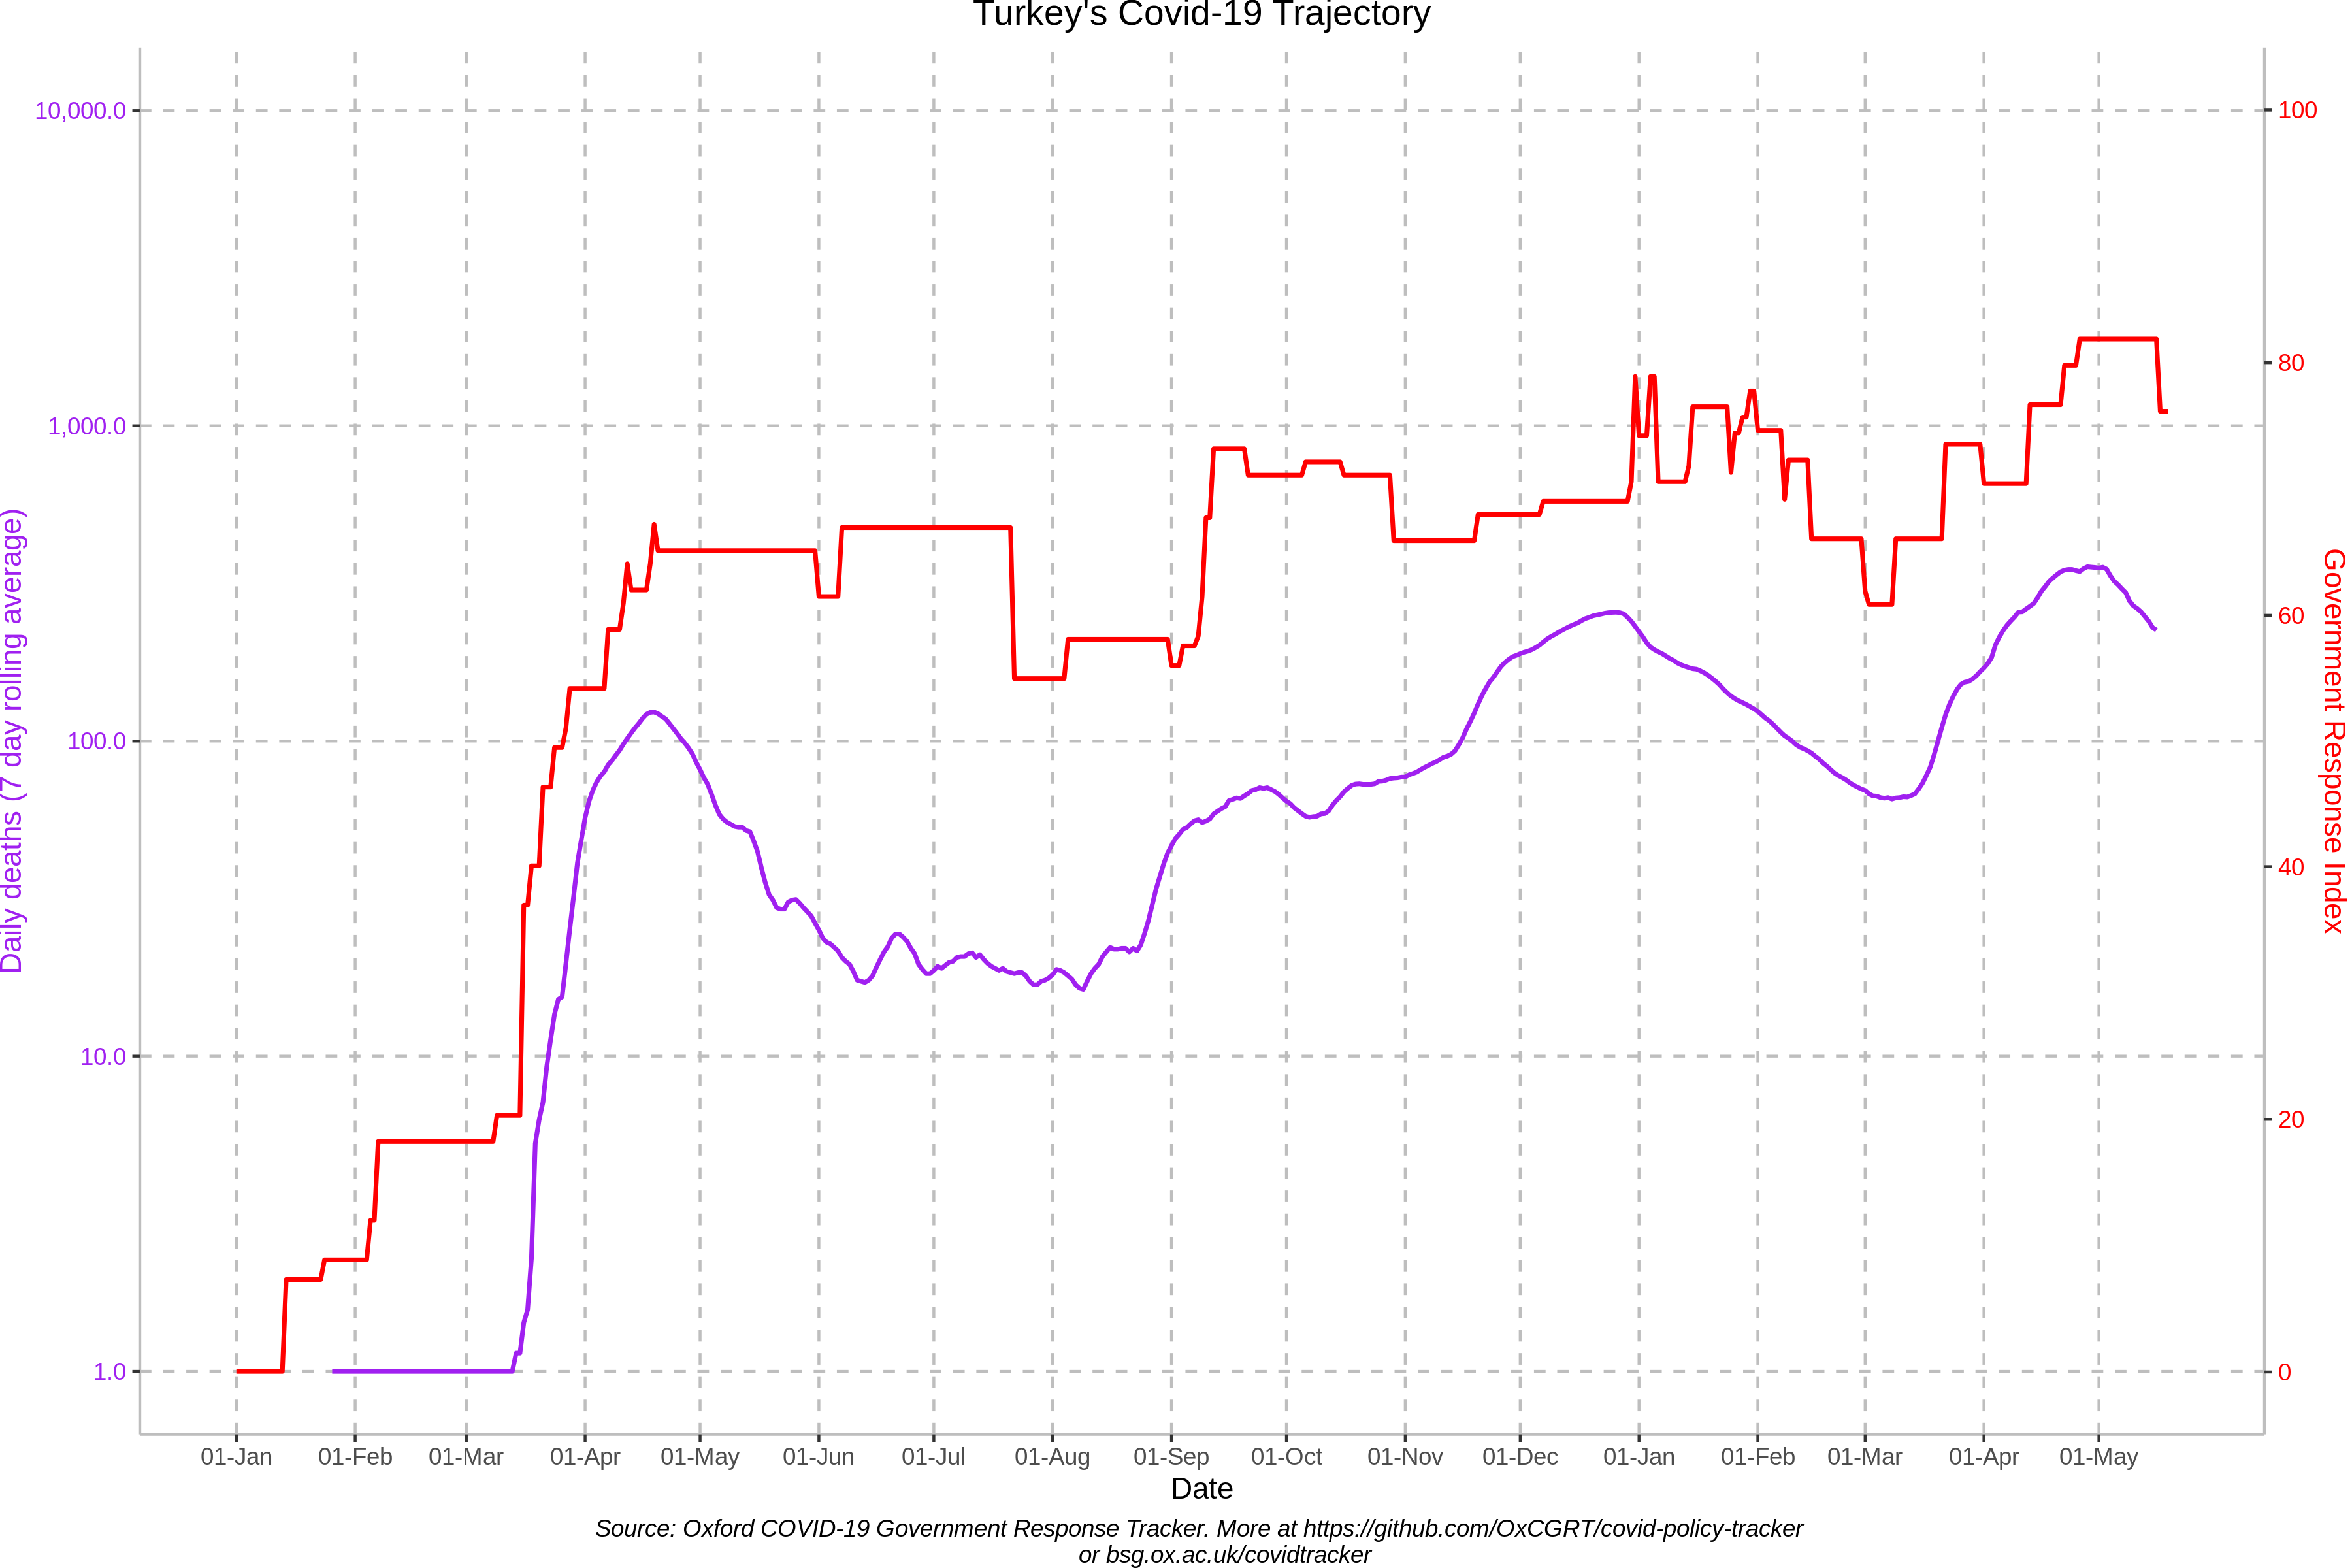 Turkey's Covid-19 Trajectory
10,000.0
1,000.0
100.0
10.0
1.0
Daily deaths (7 day rolling average)
100
80
60
40
20
0
Government Response Index
01-Jan 01-Feb 01-Mar 01-Apr 01-May 01-Jun 01-Jul 01-Aug 01-Sep 01-Oct 01-Nov 01-Dec 01-Jan 01-Feb 01-Mar 01-Apr 01-May
Date
Source: Oxford COVID-19 Government Response Tracker. More at https://github.com/OxCGRT/covid-policy-tracker
or bsg.ox.ac.uk/covidtracker